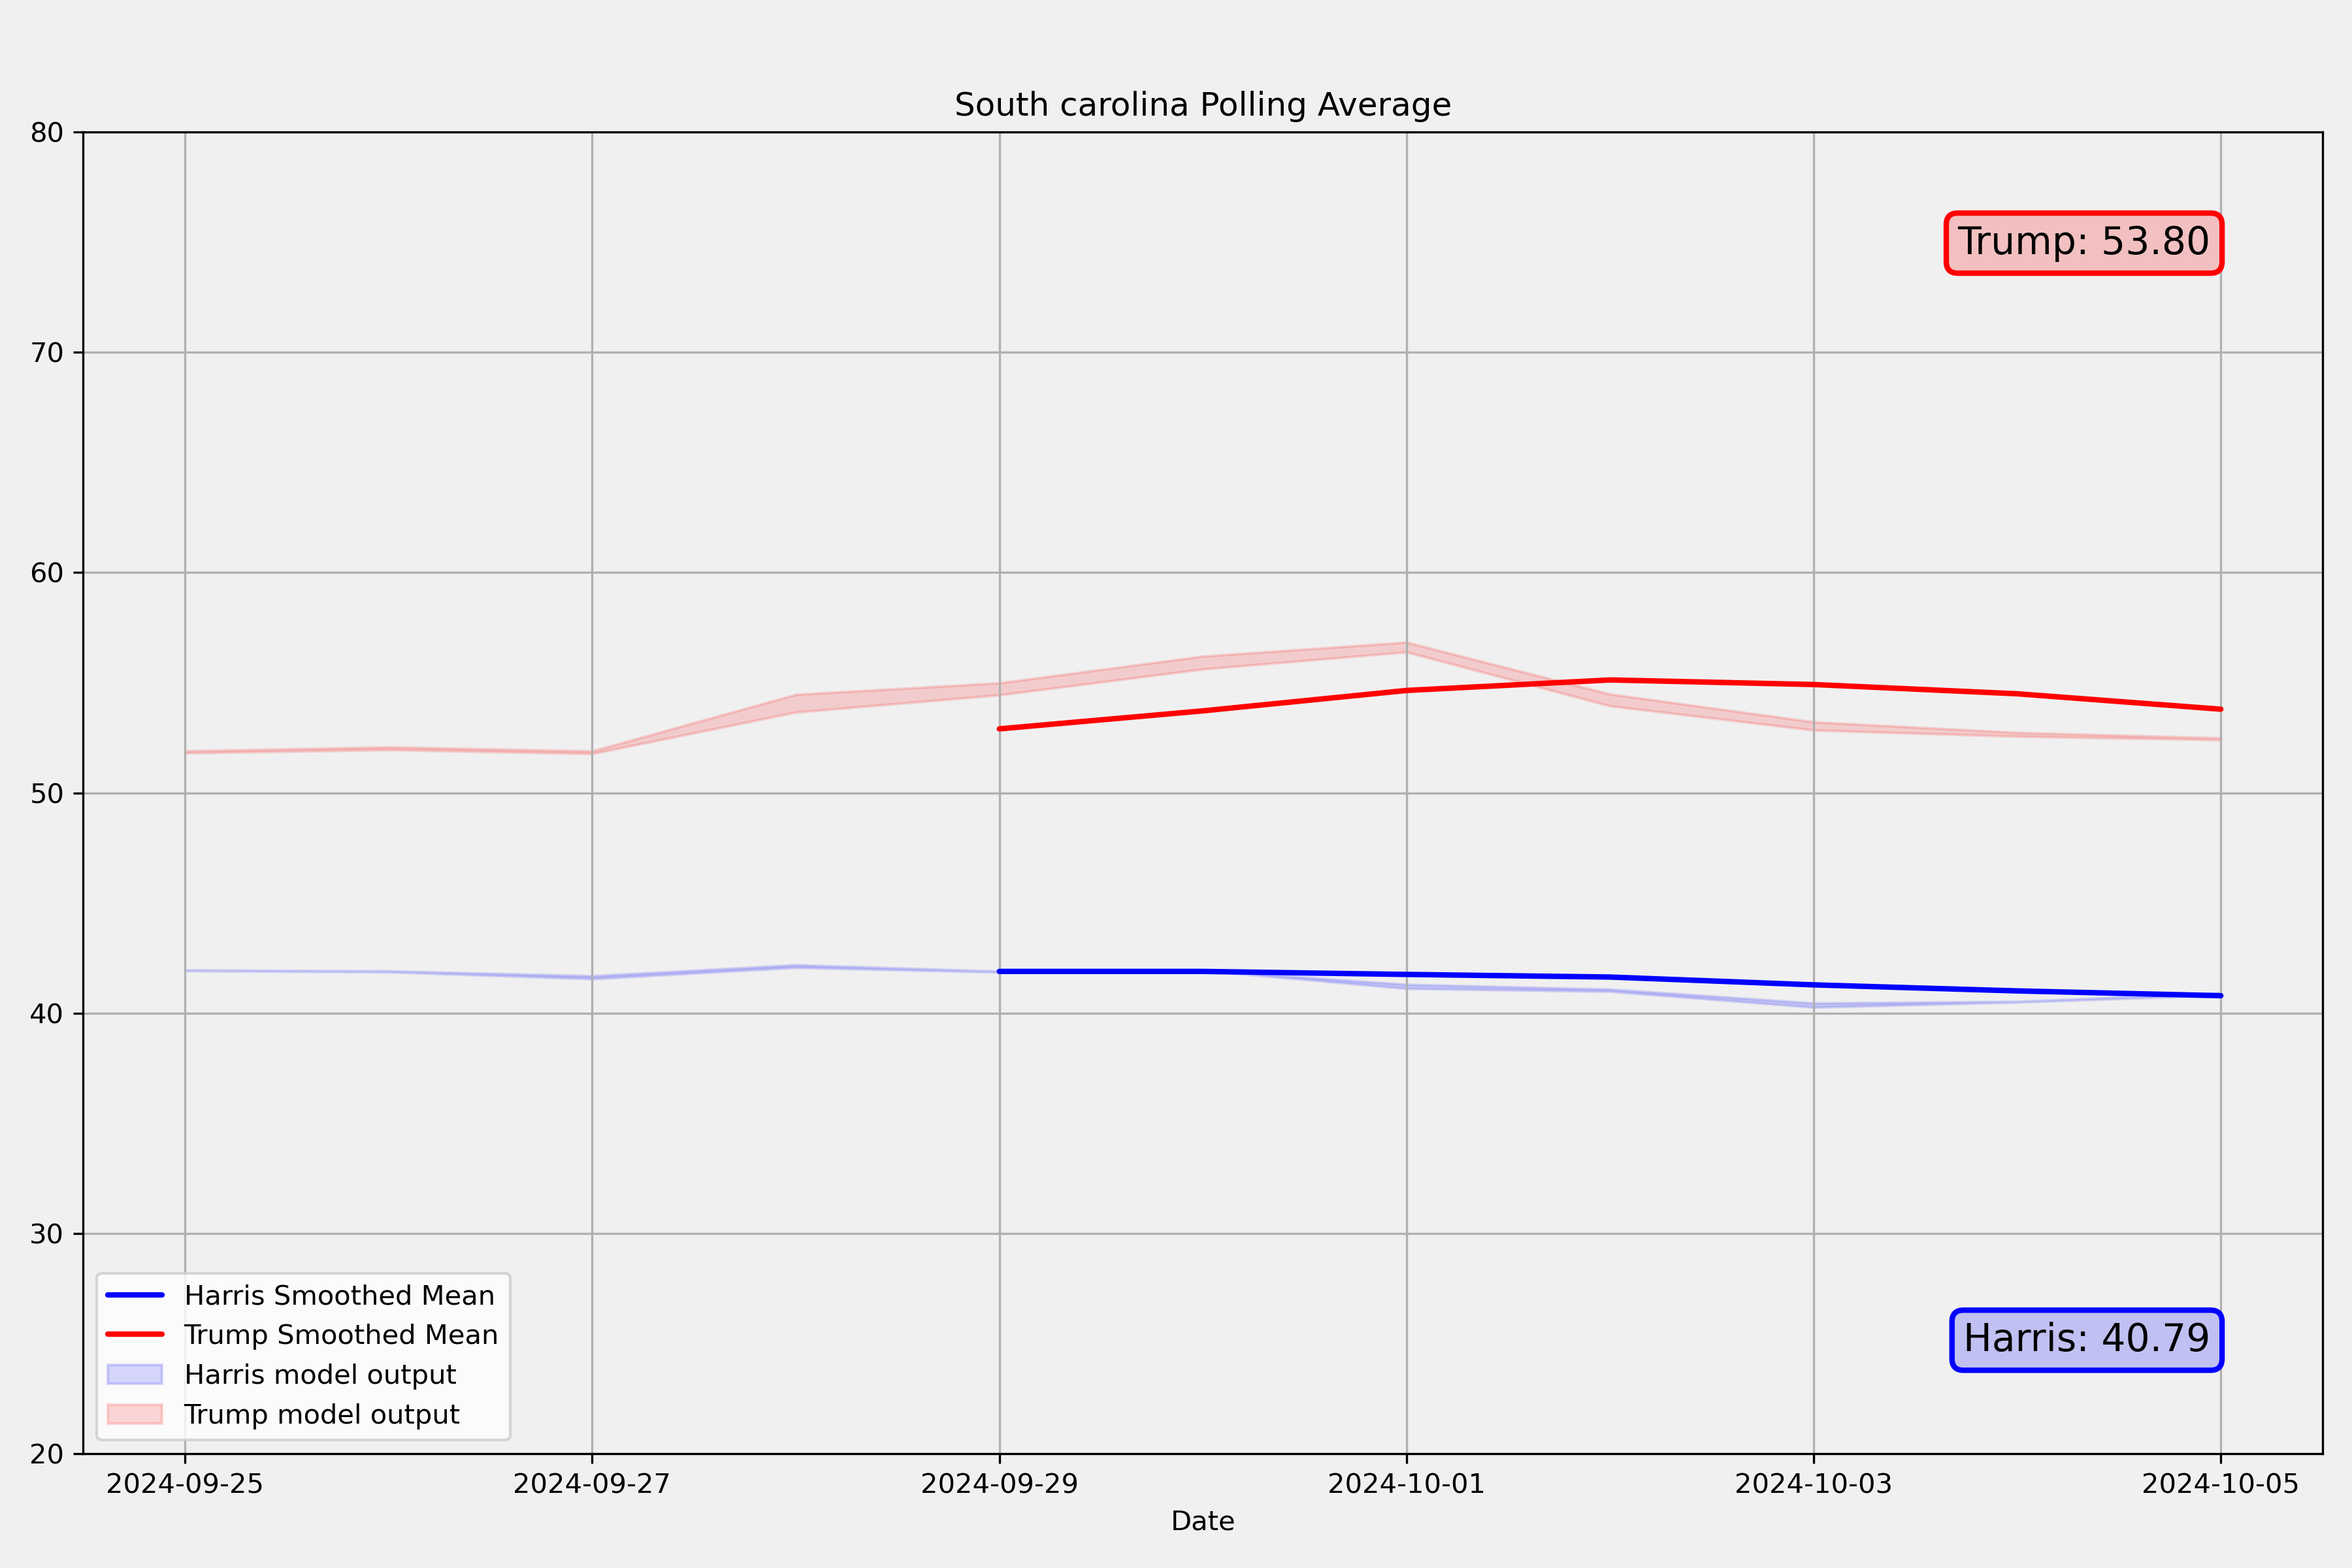 South carolina Polling Average
80
70
60
50
40
30
20
Trump: 53.80
Harris: 40.79
Harris Smoothed Mean
Trump Smoothed Mean
Harris model output
Trump model output
2024-09-25 2024-09-27 2024-09-29 2024-10-01 2024-10-03 2024-10-05
Date